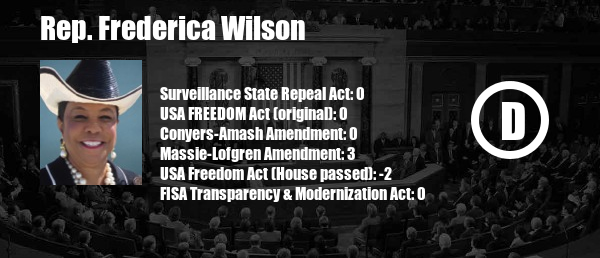 Rep. Frederica Wilson
Surveillance State Repeal Act: 0
USA FREEDOM Act (original): 0
Conyers-Amash Amendment: 0
Massie-Lofgren Amendment: 3
USA Freedom Act (House passed): -2
FISA Transparency & Modernization Act: 0
D